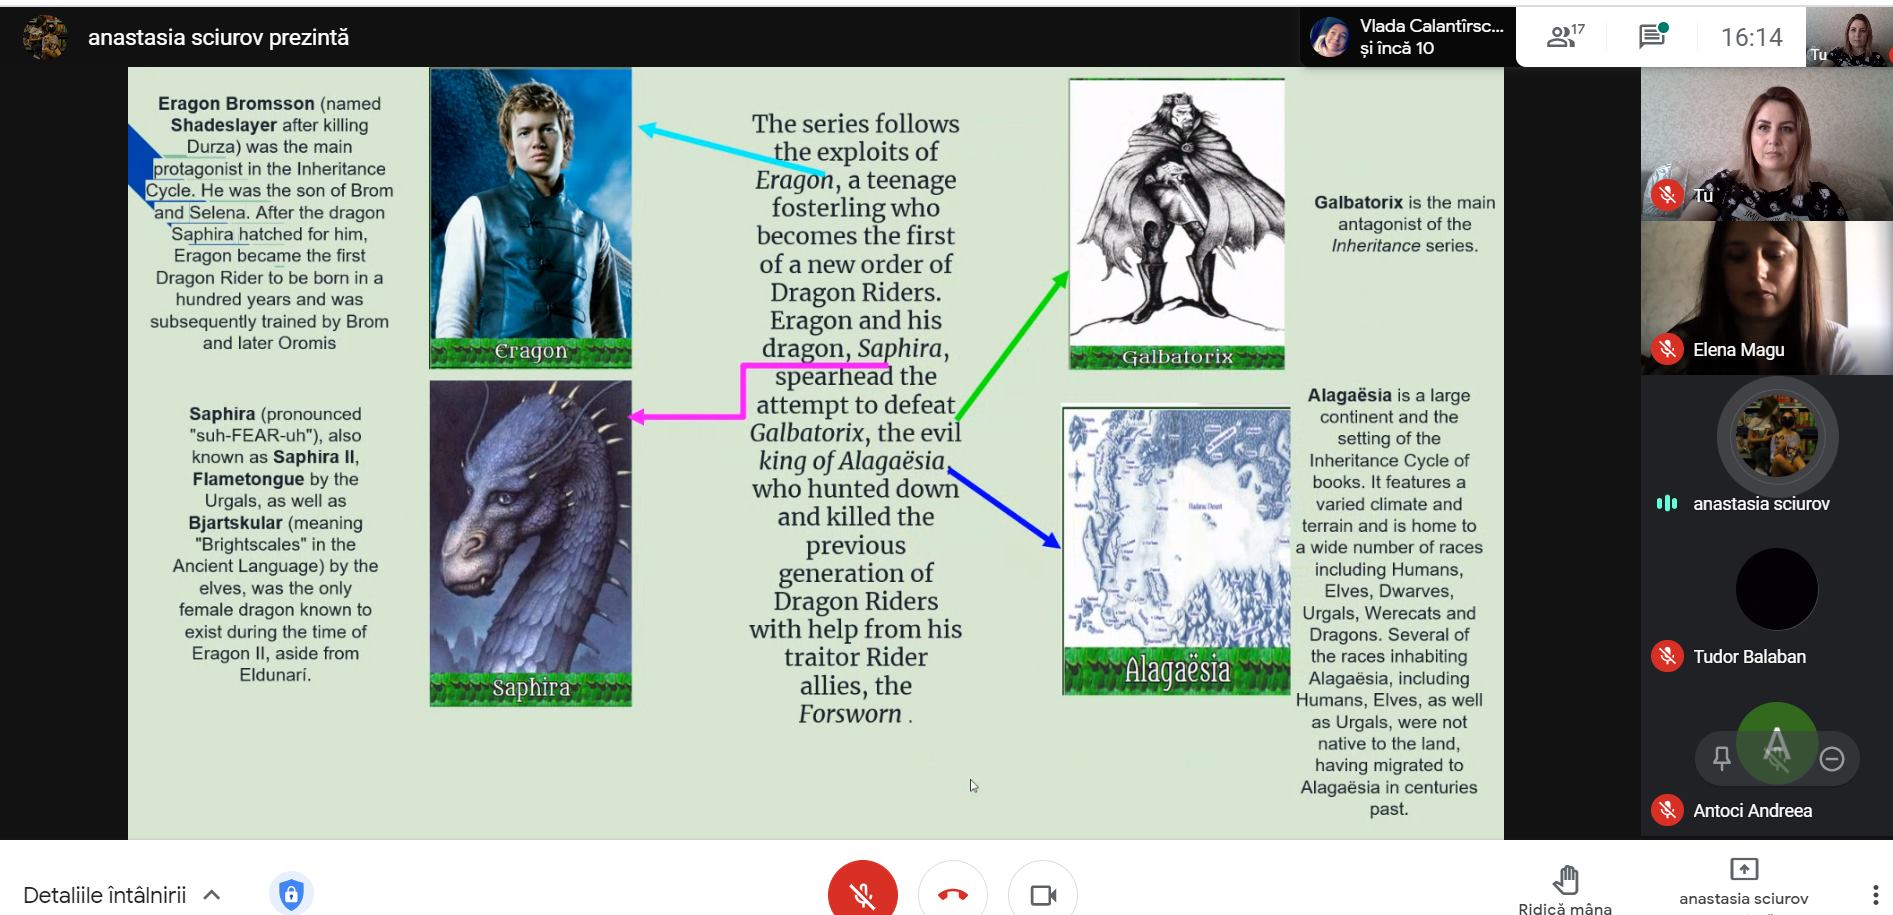 anastasia sciurov prezintă
Vlada Calantîrsc...
și încă 10
17
16:14
Tu
Eragon Bromsson (named
Shadeslayer after killing
Durza) was the main
protagonist in the Inheritance
Cycle. He was the son of Brom
and Selena. After the dragon
Saphira hatched for him,
Eragon became the first
Dragon Rider to be born in a
hundred years and was
subsequently trained by Brom
and later Oromis
Eragon
Saphira (pronounced
"suh-FEAR-uh"), also
known as Saphira II,
Flametongue by the
Urgals, as well as
Bjartskular (meaning
"Brightscales" in the
Ancient Language) by the
elves, was the only
female dragon known to
exist during the time of
Eragon II, aside from
Eldunarí.
Saphira
The series follows
the exploits of
Eragon, a teenage
fosterling who
becomes the first
of a new order of
Dragon Riders.
Eragon and his
dragon, Saphira,
spearhead the
attempt to defeat
Galbatorix, the evil
king of Alagaësia
who hunted down
and killed the
previous
generation of
Dragon Riders
with help from his
traitor Rider
allies, the
Forsworn .
Galbatorix
Galbatorix is the main
antagonist of the
Inheritance series.
Alagaësia
Alagaësia is a large
continent and the
setting of the
Inheritance Cycle of
books. It features a
varied climate and
terrain and is home to
a wide number of races
including Humans,
Elves, Dwarves,
Urgals, Werecats and
Dragons. Several of
the races inhabiting
Alagaësia, including
Humans, Elves, as well
as Urgals, were not
native to the land,
having migrated to
Alagaësia in centuries
past.
Tu
Elena Magu
anastasia sciurov
Tudor Balaban
A
Antoci Andreea
Detaliile întâlnirii
Ridică mâna
anastasia sciurov